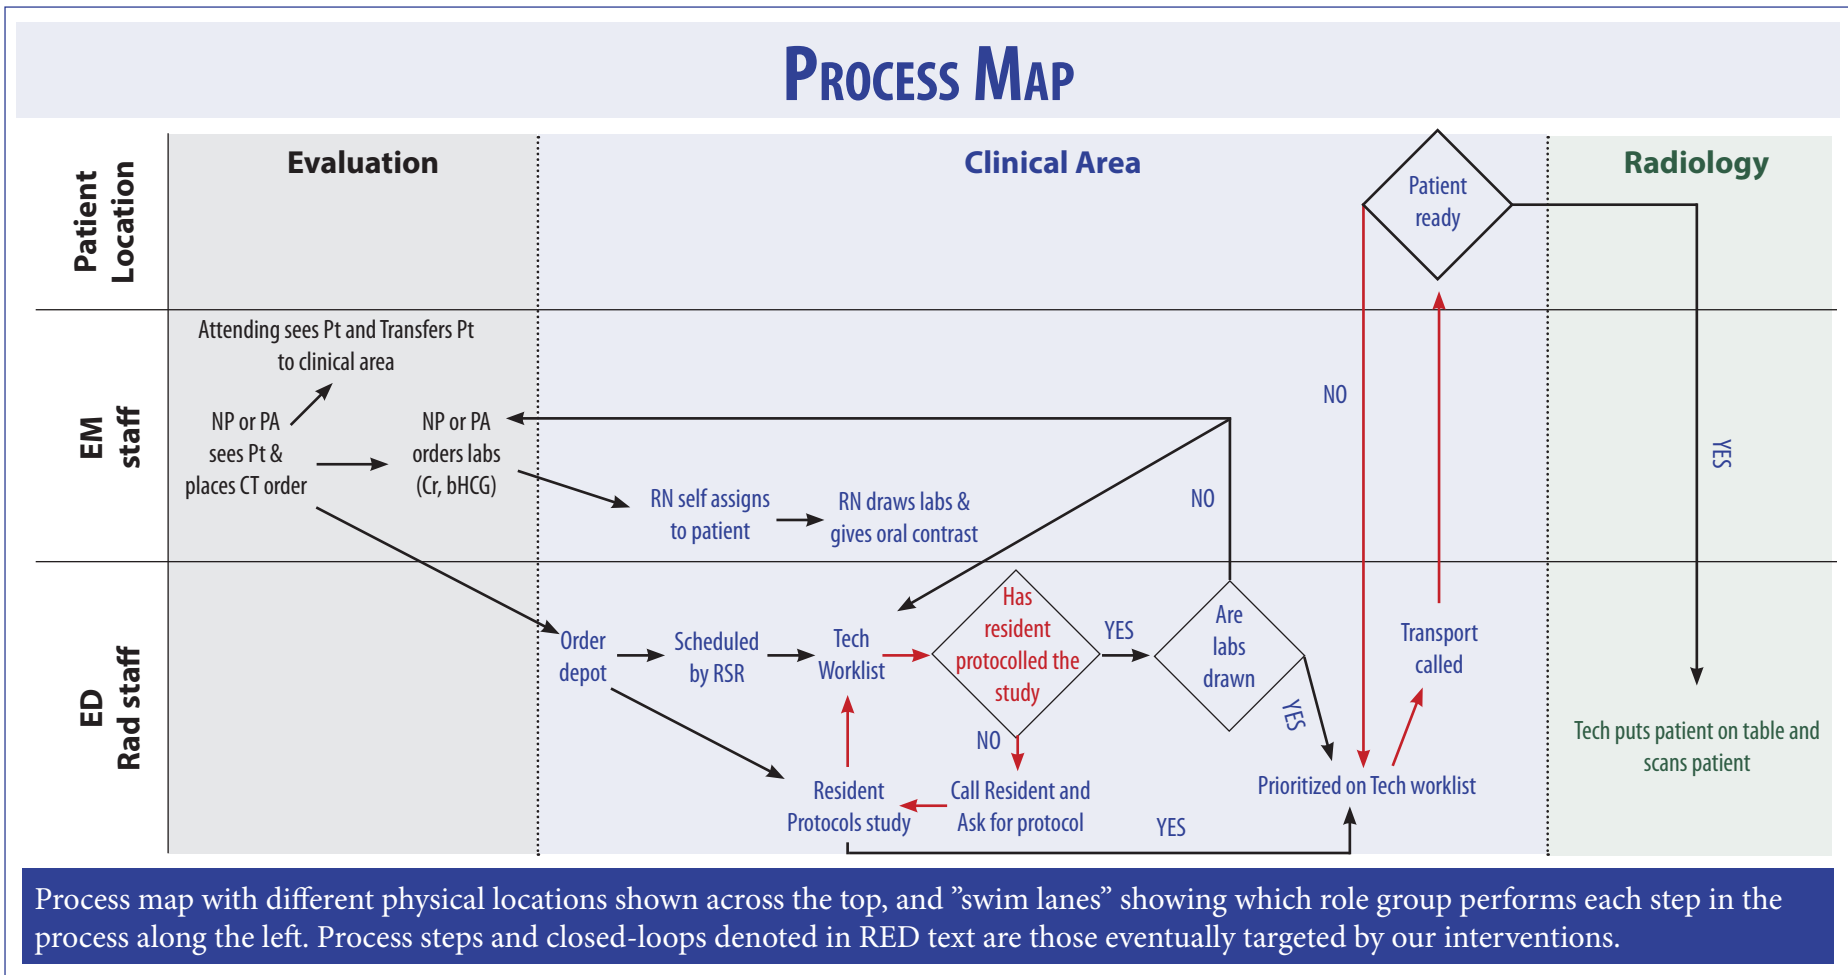 PROCESS MAP
Evaluation
Clinical Area
Radiology
Patient
Location
Patient
ready
EM
staff
Attending sees Pt and Transfers Pt
to clinical area
NP or PA
sees Pt &
places CT order
NP or PA
orders labs
(Cr, bHCG)
RN self assigns
to patient
RN draws labs &
gives oral contrast
NO
NO
YES
ED
Rad staff
Order
depot
Scheduled
by RSR
Tech
Worklist
Has
resident
protocolled the
study
YES
Are
labs
drawn
YES
Transport
called
NO
Resident
Protocols study
Call Resident and
Ask for protocol
YES
Prioritized on Tech worklist
Tech puts patient on table and
scans patient
Process map with different physical locations shown across the top, and ”swim lanes” showing which role group performs each step in the
process along the left. Process steps and closed-loops denoted in RED text are those eventually targeted by our interventions.